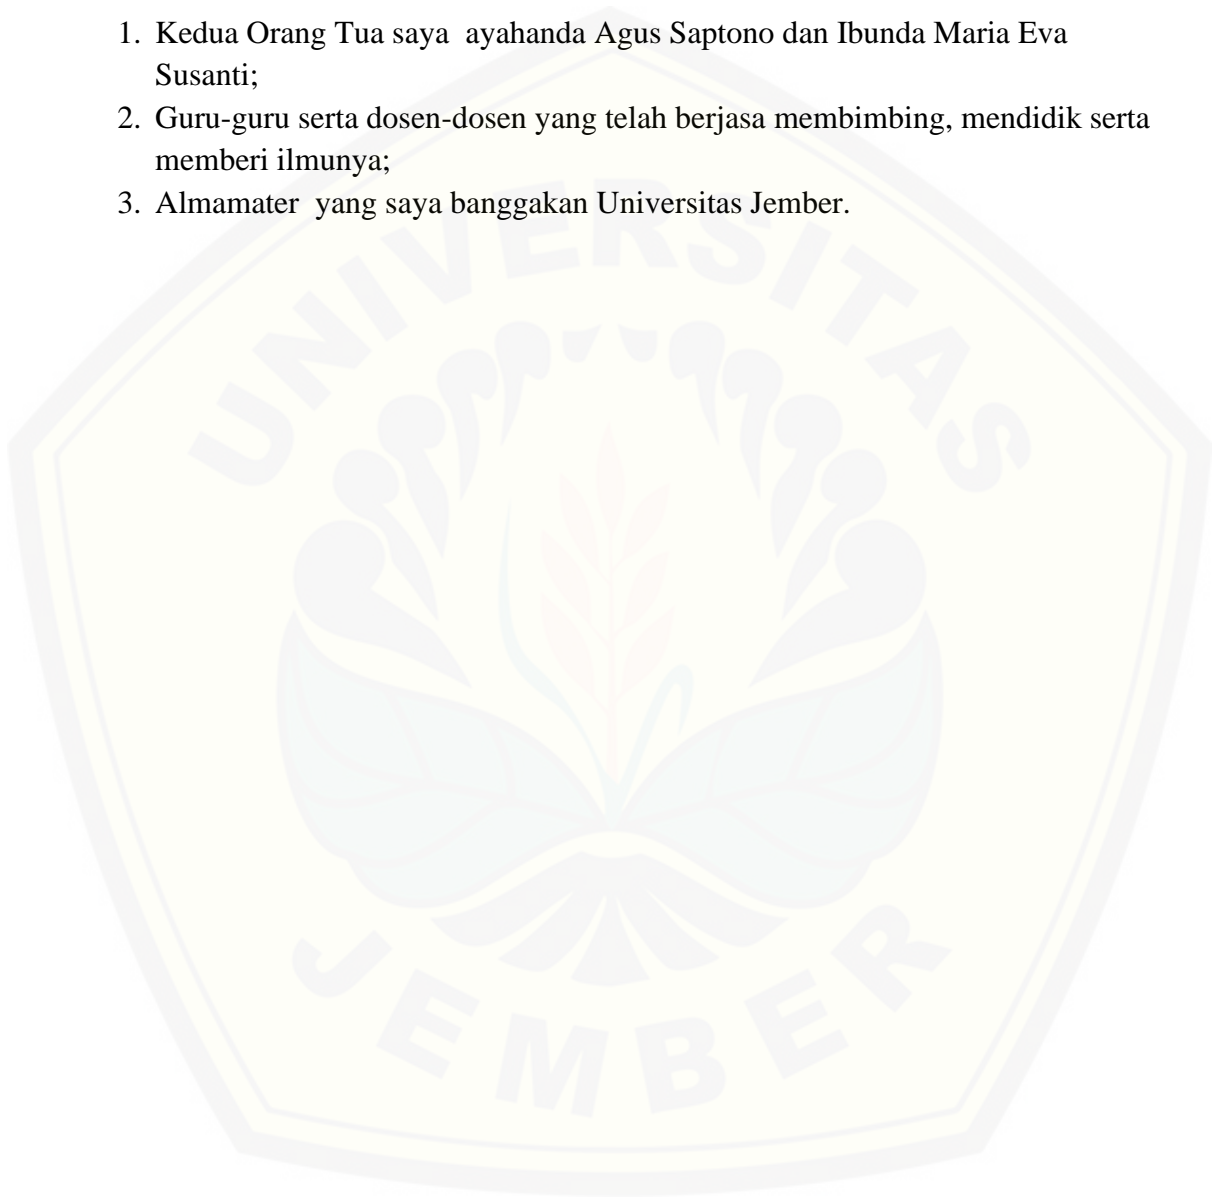 1. Kedua Orang Tua saya  ayahanda Agus Saptono dan Ibunda Maria Eva
Susanti;
2. Guru-guru serta dosen-dosen yang telah berjasa membimbing, mendidik serta
memberi ilmunya;
3. Almamater  yang saya banggakan Universitas Jember.
UNIVERSITAS
JEMBER